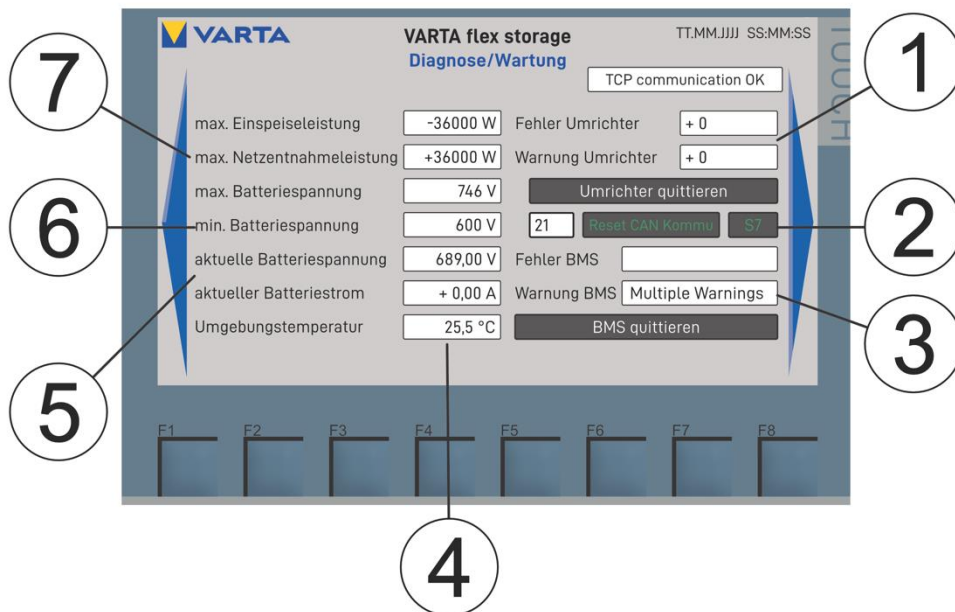 VARTA
VARTA flex storage
TT.MM.JJJJ SS:MM:SS
Diagnose/Wartung
TOUCH
TCP communication OK
max. Einspeiseleistung -36000 W Fehler Umrichter + 0
max. Netzentnahmeleistung +36000 W Warnung Umrichter + 0
max. Batteriespannung 746 V Umrichter quittieren
min. Batteriespannung 600 V 21 Reset CAN Kommu S7
aktuelle Batteriespannung 689,00 V Fehler BMS
aktueller Batteriestrom + 0,00 A Warnung BMS Multiple Warnings
Umgebungstemperatur 25,5 °C BMS quittieren
F1 F2 F3 F4 F5 F6 F7 F8
1
2
3
4
5
6
7